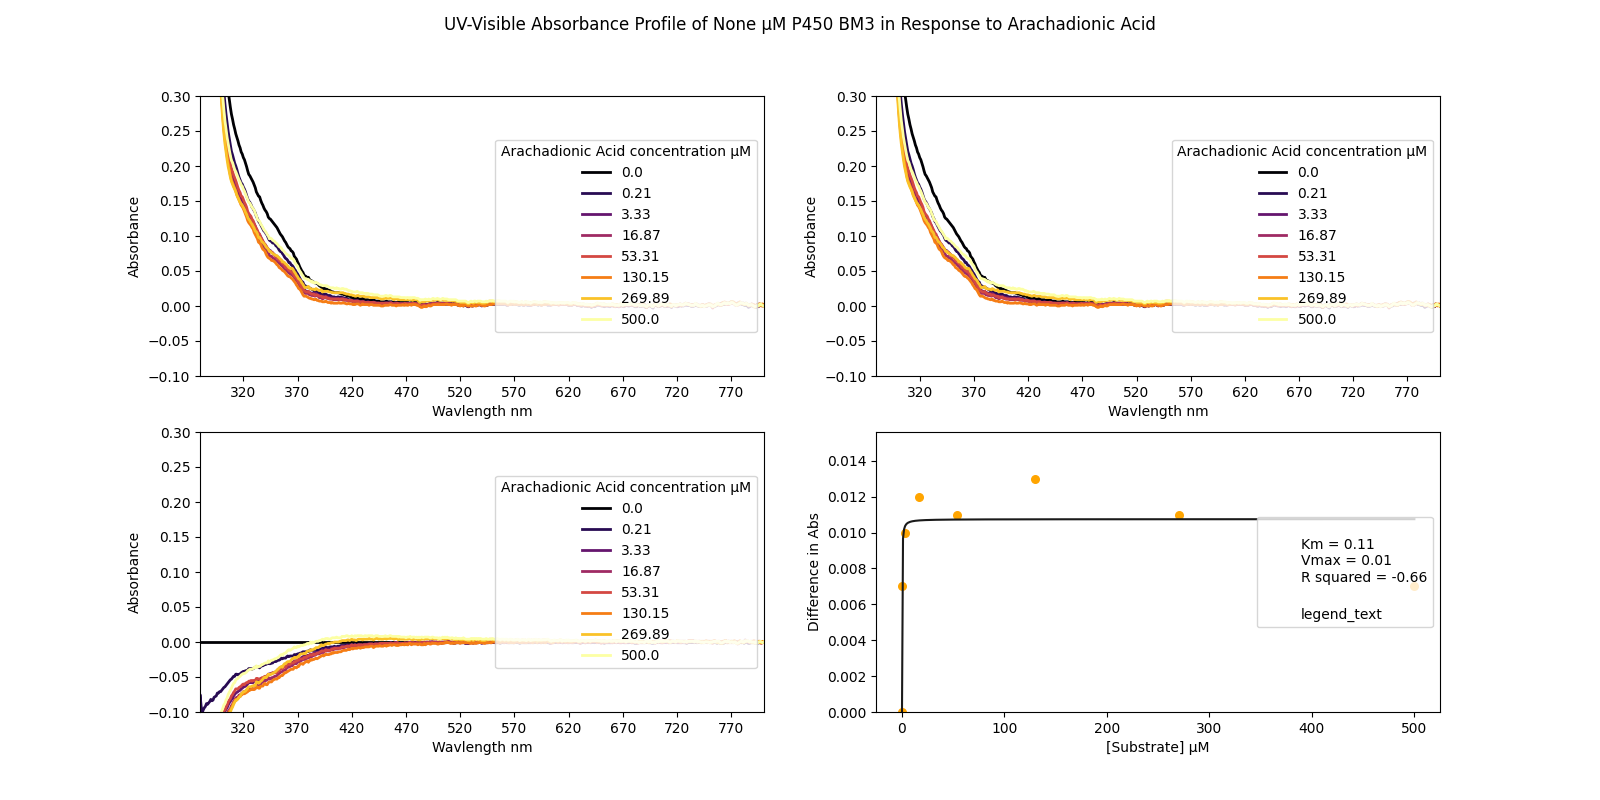 UV-Visible Absorbance Profile of None μM P450 BM3 in Response to Arachadionic Acid
0.30
0.25
0.20
0.15
0.10
0.05
0.00
−0.05
−0.10
Absorbance
320 370 420 470 520 570 620 670 720 770
Wavlength nm
Arachadionic Acid concentration μM
0.0
0.21
3.33
16.87
53.31
130.15
269.89
500.0
0.30
0.25
0.20
0.15
0.10
0.05
0.00
−0.05
−0.10
Absorbance
320 370 420 470 520 570 620 670 720 770
Wavlength nm
Arachadionic Acid concentration μM
0.0
0.21
3.33
16.87
53.31
130.15
269.89
500.0
0.30
0.25
0.20
0.15
0.10
0.05
0.00
−0.05
−0.10
Absorbance
320 370 420 470 520 570 620 670 720 770
Wavlength nm
Arachadionic Acid concentration μM
0.0
0.21
3.33
16.87
53.31
130.15
269.89
500.0
0.014
0.012
0.010
0.008
0.006
0.004
0.002
0.000
Difference in Abs
0 100 200 300 400 500
[Substrate] μM
Km = 0.11
Vmax = 0.01
R squared = -0.66
legend_text